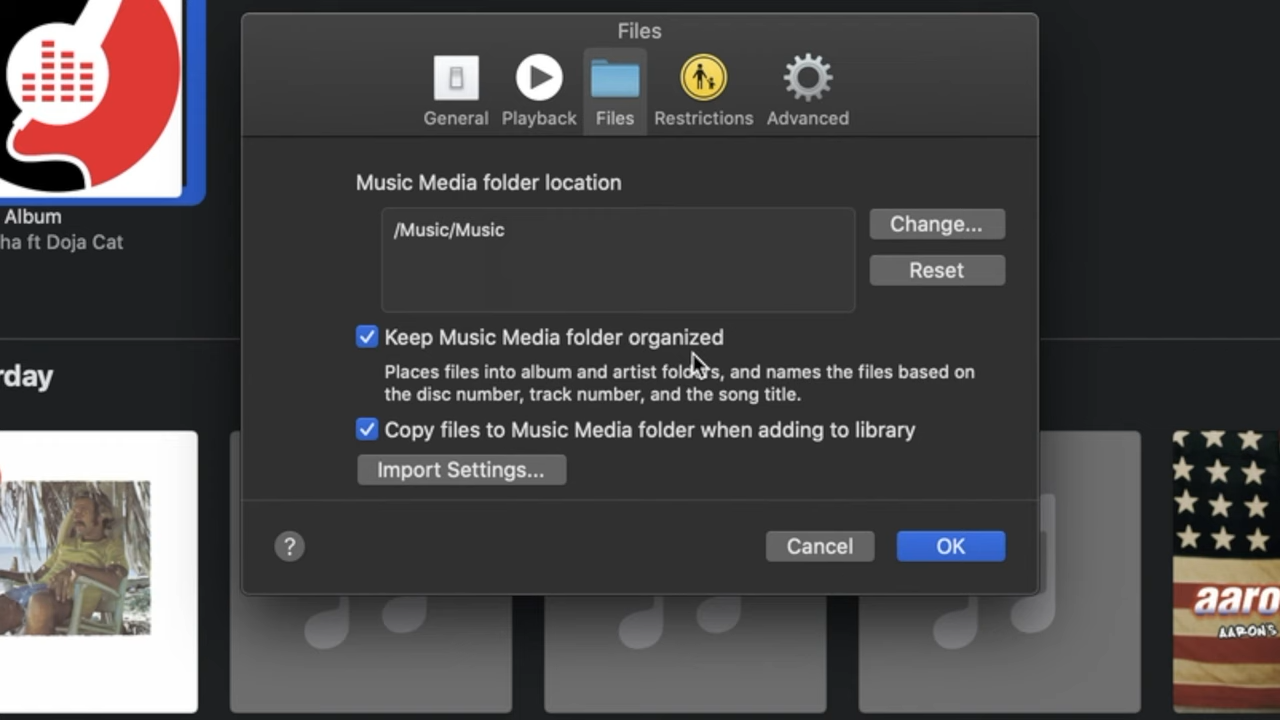 Files
General Playback Files Restrictions Advanced
Music Media folder location
/Music/Music
Change...
Reset
Keep Music Media folder organized
Places files into album and artist folders, and names the files based on
the disc number, track number, and the song title.
Copy files to Music Media folder when adding to library
Import Settings...
?
Cancel
OK
Album
ha ft Doja Cat
rday
aaro
AARON'S